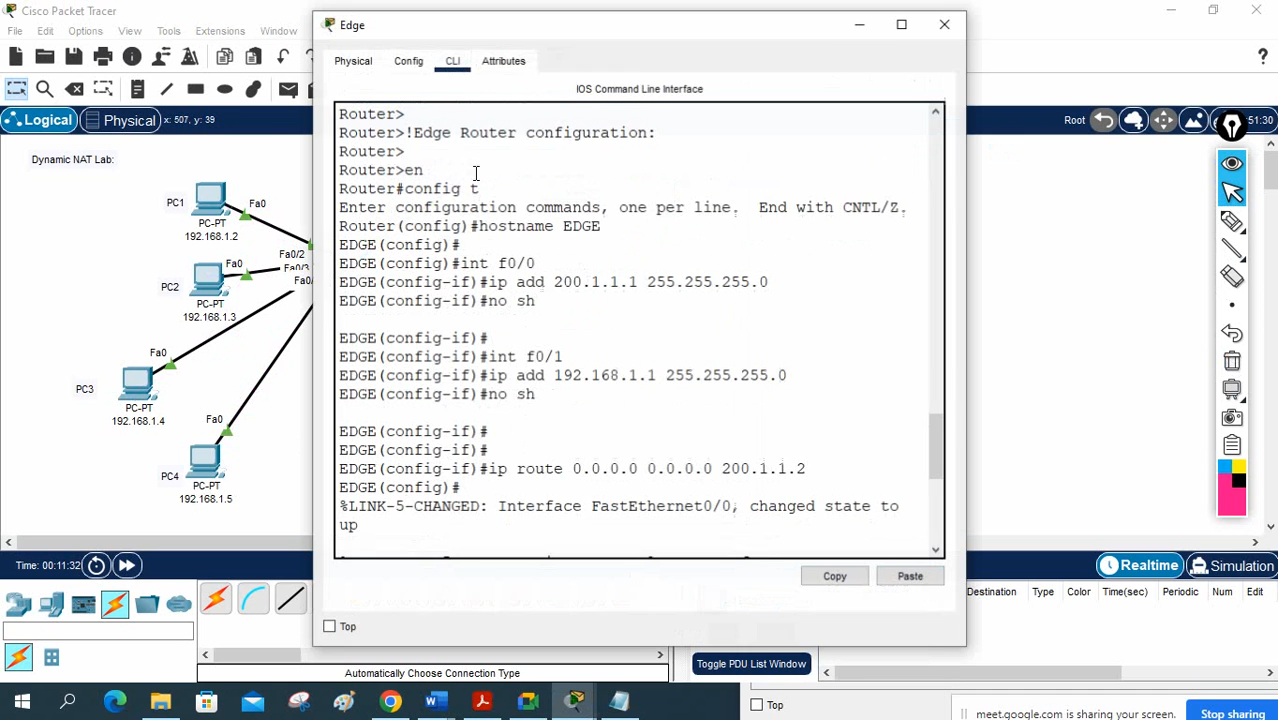 Cisco Packet Tracer
File Edit Options View Tools Extensions Window
Logical Physical x: 507, y: 39
Root
51:30
Dynamic NAT Lab:
PC1
Fa0
PC-PT
192.168.1.2
Fa0/2
Fa0/3
Fa0/
PC2
Fa0
PC-PT
192.168.1.3
Fa0
PC3
PC-PT
192.168.1.4
Fa0
PC4
PC-PT
192.168.1.5
Edge
Physical Config CLI Attributes
IOS Command Line Interface
Router>
Router>!Edge Router configuration:
Router>
Router>en
Router#config t
Enter configuration commands, one per line. End with CNTL/Z.
Router(config)#hostname EDGE
EDGE(config)#
EDGE(config)#int f0/0
EDGE(config-if)#ip add 200.1.1.1 255.255.255.0
EDGE(config-if)#no sh
EDGE(config-if)#
EDGE(config-if)#int f0/1
EDGE(config-if)#ip add 192.168.1.1 255.255.255.0
EDGE(config-if)#no sh
EDGE(config-if)#
EDGE(config-if)#
EDGE(config-if)#ip route 0.0.0.0 0.0.0.0 200.1.1.2
EDGE(config)#
%LINK-5-CHANGED: Interface FastEthernet0/0, changed state to
up
Copy Paste
Top
Time: 00:11:32
Realtime Simulation
Destination Type Color Time(sec) Periodic Num Edit
Automatically Choose Connection Type
Toggle PDU List Window
Top
meet.google.com is sharing your screen.
Stop sharing